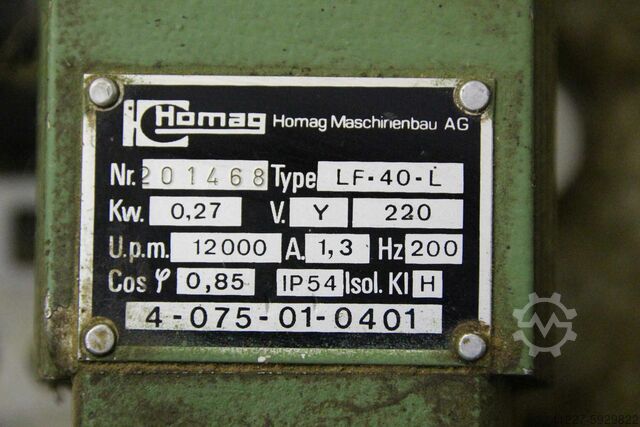 Homag Homag Maschinenbau AG
Nr. 201468 Type LF-40-L
Kw. 0,27 V. Y 220
U.p.m. 12000 A. 1,3 Hz 200
Cos φ 0,85 IP54 Isol. Kl H
4-075-01-0401